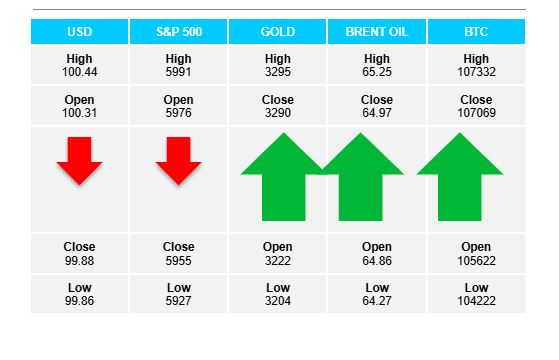 USD S&P 500 GOLD BRENT OIL BTC
High High High High High
100.44 5991 3295 65.25 107332
Open Open Close Close Close
100.31 5976 3290 64.97 107069
Close Close Open Open Open
99.88 5955 3222 64.86 105622
Low Low Low Low Low
99.86 5927 3204 64.27 104222